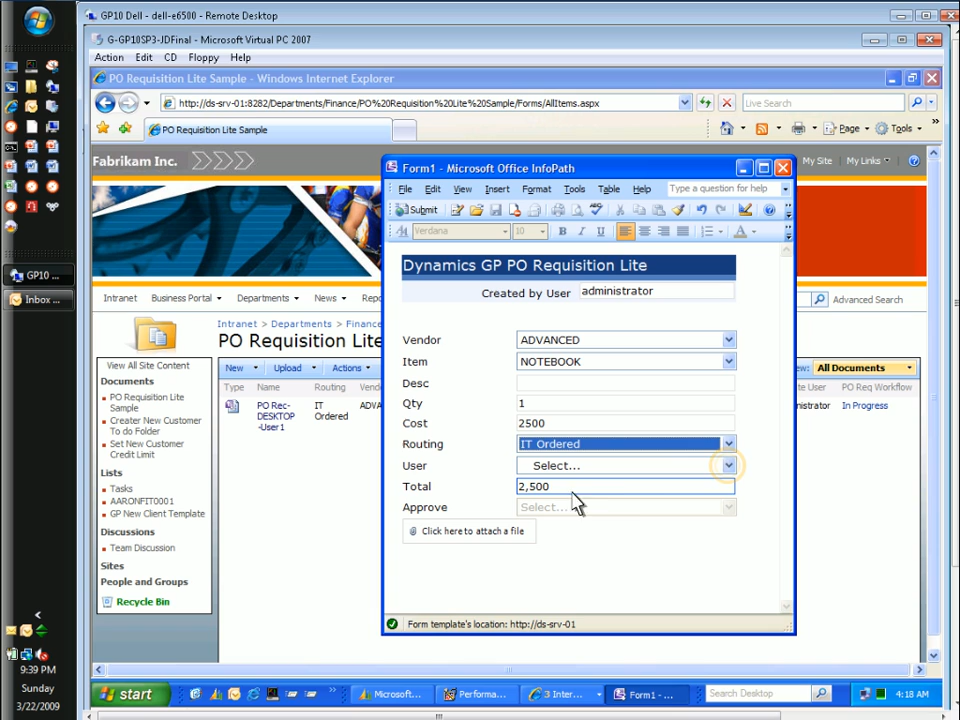 GP10 Dell - dell-e6500 - Remote Desktop
G-GP10SP3-JDFinal - Microsoft Virtual PC 2007
Action Edit CD Floppy Help
PO Requisition Lite Sample - Windows Internet Explorer
http://ds-srv-01:8282/Departments/Finance/PO%20Requisition%20Lite%20Sample/Forms/AllItems.aspx
Live Search
PO Requisition Lite Sample
Page Tools
Fabrikam Inc.
My Site My Links
Form1 - Microsoft Office InfoPath
File Edit View Insert Format Tools Table Help Type a question for help
Submit
Verdana 10 B I U A
Dynamics GP PO Requisition Lite
Created by User administrator
Vendor ADVANCED
Item NOTEBOOK
Desc
Qty 1
Cost 2500
Routing IT Ordered
User Select...
Total 2,500
Approve Select...
Click here to attach a file
Form template's location: http://ds-srv-01
Intranet Business Portal Departments News Repo
Advanced Search
Intranet > Departments > Finance
PO Requisition Lite
View All Site Content
Documents
PO Requisition Lite
Sample
Create New Customer
To do Folder
Set New Customer
Credit Limit
Lists
Tasks
AARONFIT0001
GP New Client Template
Discussions
Team Discussion
Sites
People and Groups
Recycle Bin
New Upload Actions
All Documents
Type Name Routing Vend
User PO Req Workflow
PO Rec-
DESKTOP
-User1
IT
Ordered
ADVA
In Progress
GP10 ...
Inbox ...
9:39 PM
Sunday
3/22/2009
start
Microsoft...
Performa...
3 Inter...
Form1 - ...
Search Desktop
4:18 AM